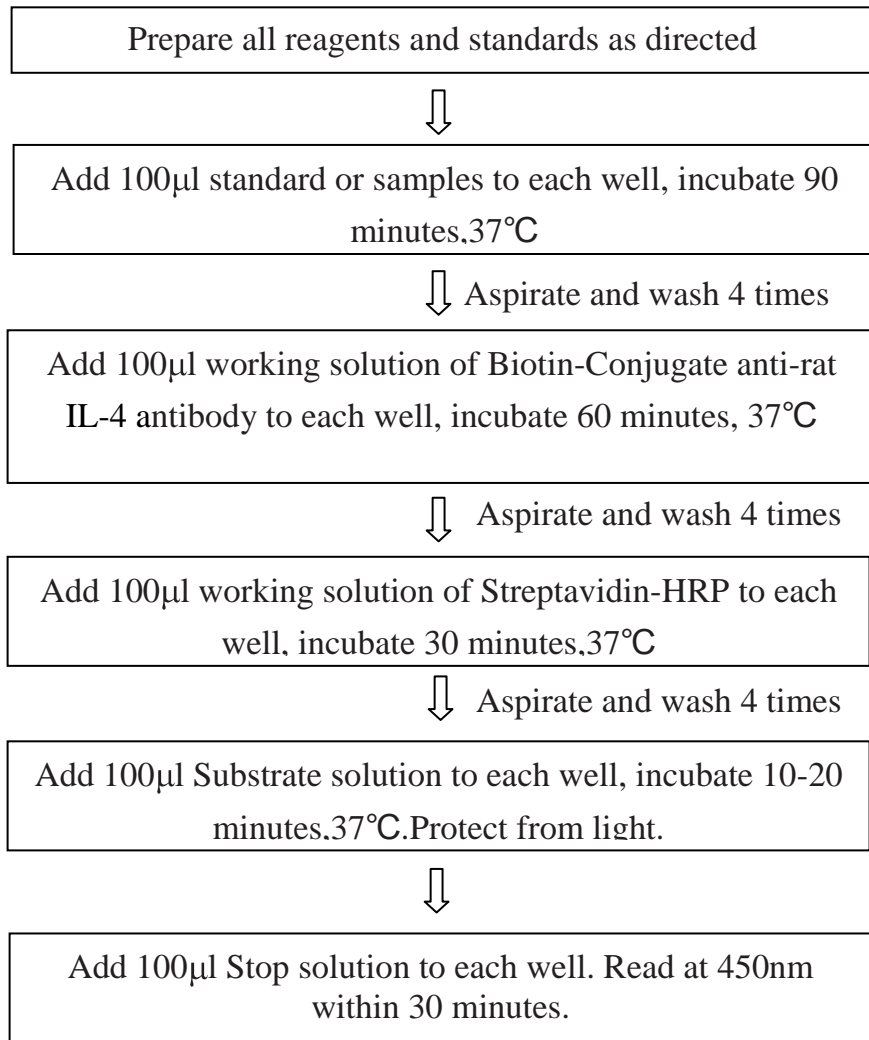 Prepare all reagents and standards as directed
Add 100μl standard or samples to each well, incubate 90
minutes,37℃
Aspirate and wash 4 times
Add 100μl working solution of Biotin-Conjugate anti-rat
IL-4 antibody to each well, incubate 60 minutes, 37℃
Aspirate and wash 4 times
Add 100μl working solution of Streptavidin-HRP to each
well, incubate 30 minutes,37℃
Aspirate and wash 4 times
Add 100μl Substrate solution to each well, incubate 10-20
minutes,37℃.Protect from light.
Add 100μl Stop solution to each well. Read at 450nm
within 30 minutes.